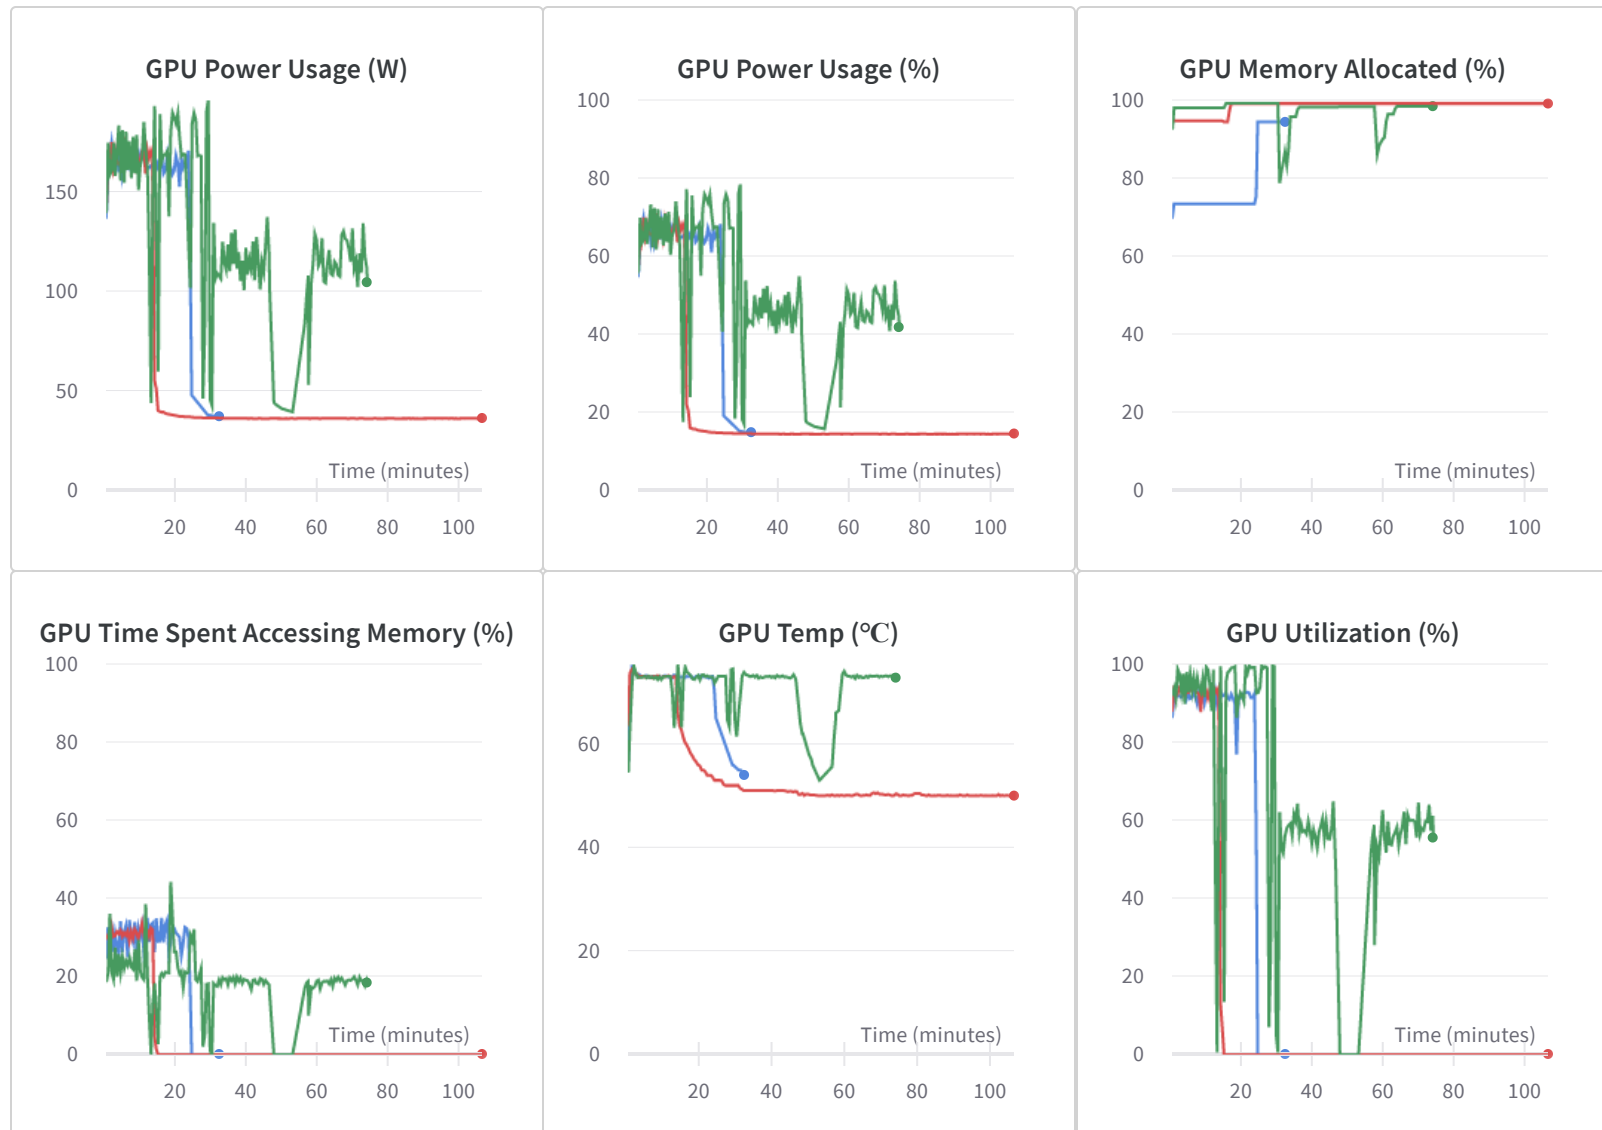 GPU Power Usage (W)
150
100
50
0
Time (minutes)
20 40 60 80 100
GPU Power Usage (%)
100
80
60
40
20
0
Time (minutes)
20 40 60 80 100
GPU Memory Allocated (%)
100
80
60
40
20
0
Time (minutes)
20 40 60 80 100
GPU Time Spent Accessing Memory (%)
100
80
60
40
20
0
Time (minutes)
20 40 60 80 100
GPU Temp (℃)
60
40
20
0
Time (minutes)
20 40 60 80 100
GPU Utilization (%)
100
80
60
40
20
0
Time (minutes)
20 40 60 80 100